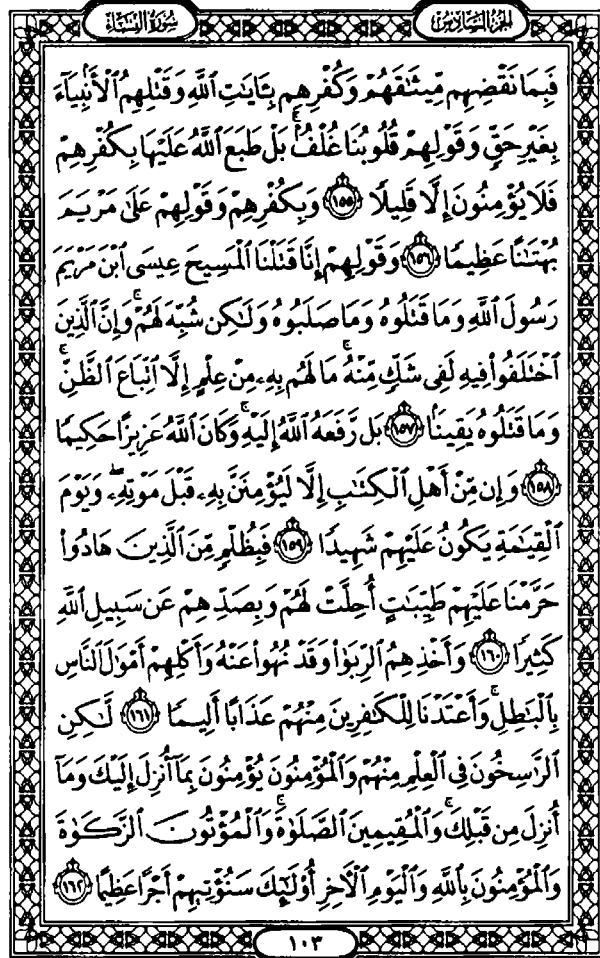 الجزء السادس
سورة النساء
فَبِمَا نَقْضِهِم مِّيثَٰقَهُمْ وَكُفْرِهِم بِـَٔايَٰتِ ٱللَّهِ وَقَتْلِهِمُ ٱلْأَنۢبِيَآءَ
بِغَيْرِ حَقٍّ وَقَوْلِهِمْ قُلُوبُنَا غُلْفٌۢ ۚ بَلْ طَبَعَ ٱللَّهُ عَلَيْهَا بِكُفْرِهِمْ
فَلَا يُؤْمِنُونَ إِلَّا قَلِيلًا ١٥٥ وَبِكُفْرِهِمْ وَقَوْلِهِمْ عَلَىٰ مَرْيَمَ
بُهْتَٰنًا عَظِيمًا ١٥٦ وَقَوْلِهِمْ إِنَّا قَتَلْنَا ٱلْمَسِيحَ عِيسَى ٱبْنَ مَرْيَمَ
رَسُولَ ٱللَّهِ وَمَا قَتَلُوهُ وَمَا صَلَبُوهُ وَلَٰكِن شُبِّهَ لَهُمْ ۚ وَإِنَّ ٱلَّذِينَ
ٱخْتَلَفُوا۟ فِيهِ لَفِى شَكٍّ مِّنْهُ ۚ مَا لَهُم بِهِۦ مِنْ عِلْمٍ إِلَّا ٱتِّبَاعَ ٱلظَّنِّ ۚ
وَمَا قَتَلُوهُ يَقِينًۢا ١٥٧ بَل رَّفَعَهُ ٱللَّهُ إِلَيْهِ ۚ وَكَانَ ٱللَّهُ عَزِيزًا حَكِيمًا
١٥٨ وَإِن مِّنْ أَهْلِ ٱلْكِتَٰبِ إِلَّا لَيُؤْمِنَنَّ بِهِۦ قَبْلَ مَوْتِهِۦ ۖ وَيَوْمَ
ٱلْقِيَٰمَةِ يَكُونُ عَلَيْهِمْ شَهِيدًا ١٥٩ فَبِظُلْمٍ مِّنَ ٱلَّذِينَ هَادُوا۟
حَرَّمْنَا عَلَيْهِمْ طَيِّبَٰتٍ أُحِلَّتْ لَهُمْ وَبِصَدِّهِمْ عَن سَبِيلِ ٱللَّهِ
كَثِيرًا ١٦٠ وَأَخْذِهِمُ ٱلرِّبَوٰا۟ وَقَدْ نُهُوا۟ عَنْهُ وَأَكْلِهِمْ أَمْوَٰلَ ٱلنَّاسِ
بِٱلْبَٰطِلِ ۚ وَأَعْتَدْنَا لِلْكَٰفِرِينَ مِنْهُمْ عَذَابًا أَلِيمًا ١٦١ لَّٰكِنِ
ٱلرَّٰسِخُونَ فِى ٱلْعِلْمِ مِنْهُمْ وَٱلْمُؤْمِنُونَ يُؤْمِنُونَ بِمَآ أُنزِلَ إِلَيْكَ وَمَآ
أُنزِلَ مِن قَبْلِكَ ۚ وَٱلْمُقِيمِينَ ٱلصَّلَوٰةَ ۚ وَٱلْمُؤْتُونَ ٱلزَّكَوٰةَ
وَٱلْمُؤْمِنُونَ بِٱللَّهِ وَٱلْيَوْمِ ٱلْأَخِرِ أُو۟لَٰٓئِكَ سَنُؤْتِيهِمْ أَجْرًا عَظِيمًا ١٦٢
١٠٣